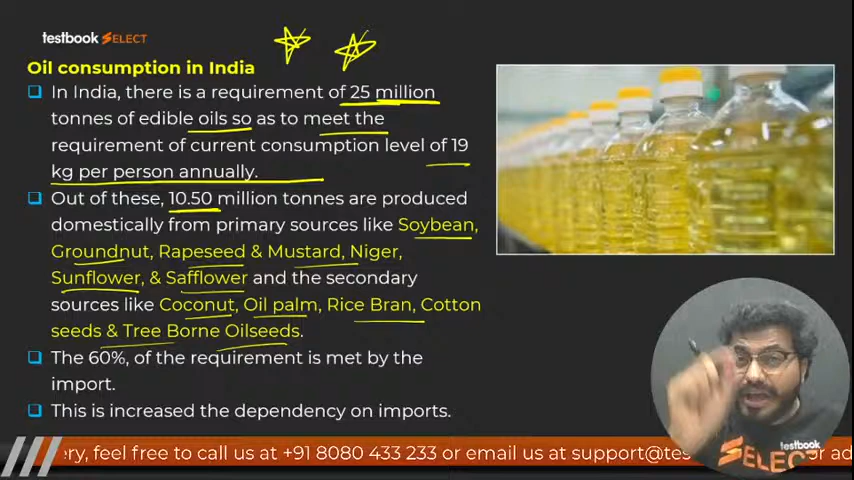 testbook SELECT
Oil consumption in India
In India, there is a requirement of 25 million
tonnes of edible oils so as to meet the
requirement of current consumption level of 19
kg per person annually.
Out of these, 10.50 million tonnes are produced
domestically from primary sources like Soybean,
Groundnut, Rapeseed & Mustard, Niger,
Sunflower, & Safflower and the secondary
sources like Coconut, Oil palm, Rice Bran, Cotton
seeds & Tree Borne Oilseeds.
The 60%, of the requirement is met by the
import.
This is increased the dependency on imports.
testbook
SELEC
ery, feel free to call us at +91 8080 433 233 or email us at support@tes
or ad